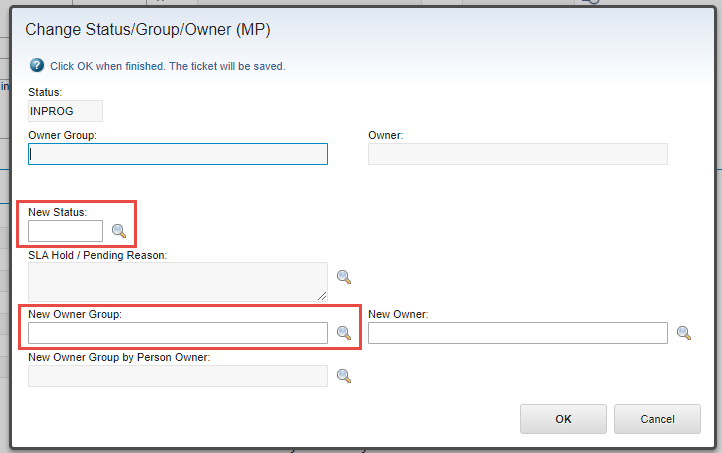 Change Status/Group/Owner (MP)
Click OK when finished. The ticket will be saved.
Status:
INPROG
Owner Group: Owner:
New Status:
SLA Hold / Pending Reason:
New Owner Group: New Owner:
New Owner Group by Person Owner:
OK Cancel